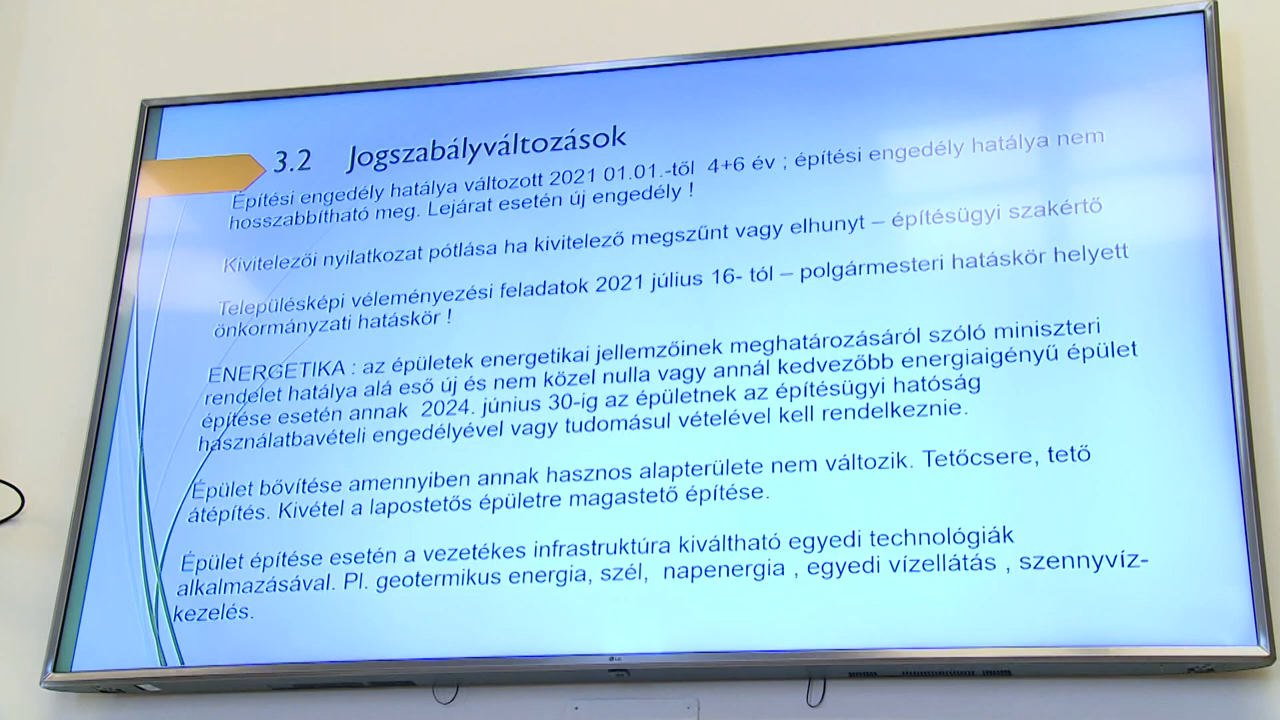 3.2 Jogszabályváltozások
Építési engedély hatálya változott 2021 01.01.-től 4+6 év ; építési engedély hatálya nem
hosszabbítható meg. Lejárat esetén új engedély !
Kivitelezői nyilatkozat pótlása ha kivitelező megszűnt vagy elhunyt – építésügyi szakértő
Településképi véleményezési feladatok 2021 július 16- tól – polgármesteri hatáskör helyett
önkormányzati hatáskör !
ENERGETIKA : az épületek energetikai jellemzőinek meghatározásáról szóló miniszteri
rendelet hatálya alá eső új és nem közel nulla vagy annál kedvezőbb energiaigényű épület
építése esetén annak 2024. június 30-ig az épületnek az építésügyi hatóság
használatbavételi engedélyével vagy tudomásul vételével kell rendelkeznie.
Épület bővítése amennyiben annak hasznos alapterülete nem változik. Tetőcsere, tető
átépítés. Kivétel a lapostetős épületre magastető építése.
Épület építése esetén a vezetékes infrastruktúra kiváltható egyedi technológiák
alkalmazásával. Pl. geotermikus energia, szél, napenergia , egyedi vízellátás , szennyvíz-
kezelés.
LG